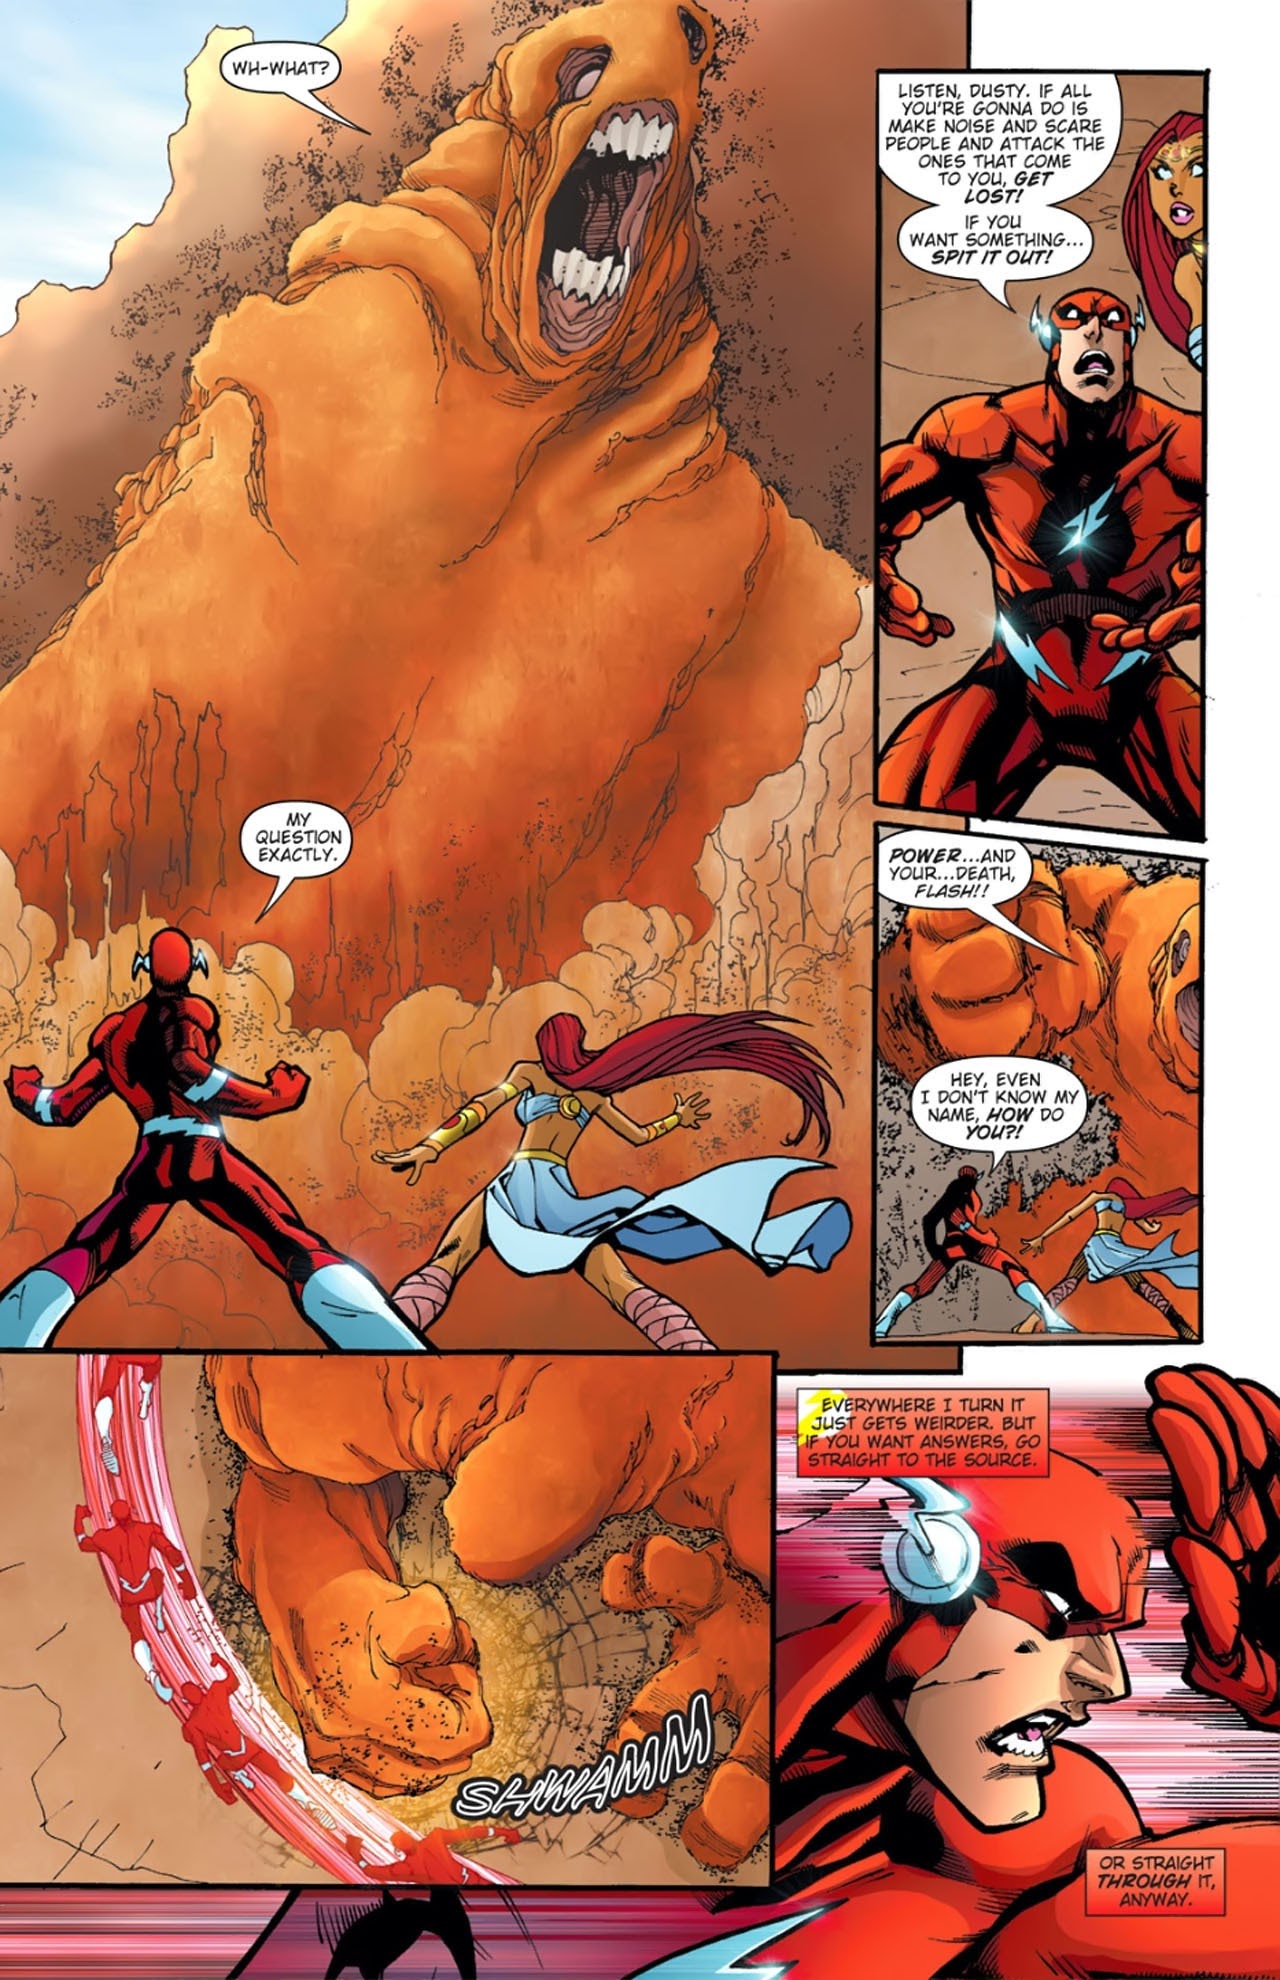 WH-WHAT?
MY
QUESTION
EXACTLY.
LISTEN, DUSTY. IF ALL
YOU'RE GONNA DO IS
MAKE NOISE AND SCARE
PEOPLE AND ATTACK THE
ONES THAT COME
TO YOU, GET
LOST!
IF YOU
WANT SOMETHING...
SPIT IT OUT!
POWER...AND
YOUR...DEATH,
FLASH!!
HEY, EVEN
I DON'T KNOW MY
NAME, HOW DO
YOU?!
SHWAMM
EVERYWHERE I TURN IT
JUST GETS WEIRDER. BUT
IF YOU WANT ANSWERS, GO
STRAIGHT TO THE SOURCE.
OR STRAIGHT
THROUGH IT,
ANYWAY.